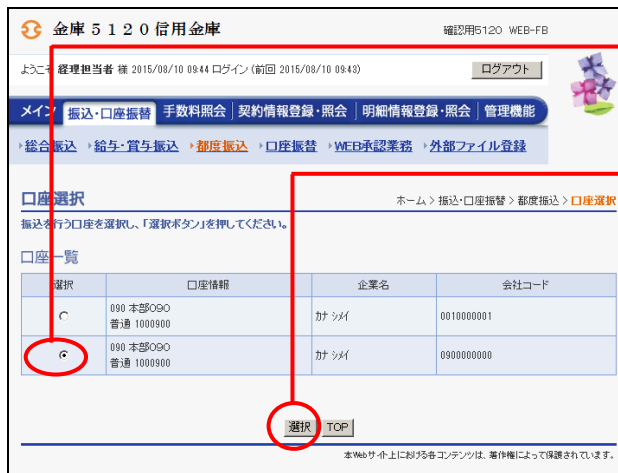 金庫5120信用金庫
確認用5120 WEB-FB
ようこそ 経理担当者 様 2015/08/10 09:44 ログイン (前回 2015/08/10 09:43)
ログアウト
メイン 振込・口座振替 手数料照会 契約情報登録・照会 明細情報登録・照会 管理機能
総合振込 給与・賞与振込 都度振込 口座振替 WEB承認業務 外部ファイル登録
口座選択
ホーム > 振込・口座振替 > 都度振込 > 口座選択
振込を行う口座を選択し、「選択ボタン」を押してください。
口座一覧
選択 口座情報 企業名 会社コード
090 本部090
普通 1000900
カナ シメイ
0010000001
090 本部090
普通 1000900
カナ シメイ
0900000000
選択 TOP
本Webサイト上における各コンテンツは、著作権によって保護されています。